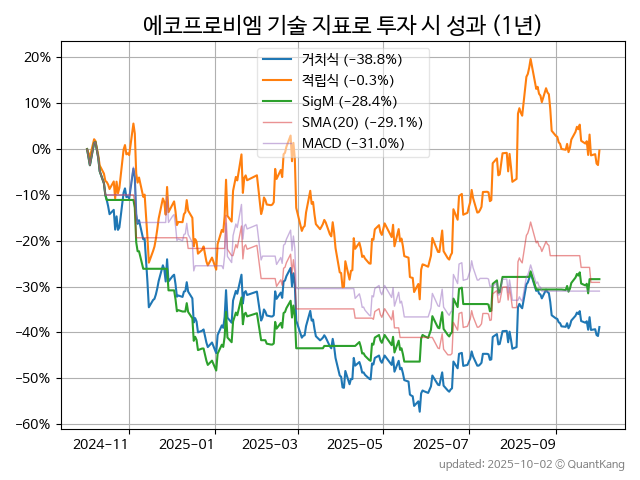 에코프로비엠 기술 지표로 투자 시 성과 (1년)
거치식 (−38.8%)
적립식 (−0.3%)
SigM (−28.4%)
SMA(20) (−29.1%)
MACD (−31.0%)
20%
10%
0%
−10%
−20%
−30%
−40%
−50%
−60%
2024-11 2025-01 2025-03 2025-05 2025-07 2025-09
updated: 2025-10-02 © QuantKang